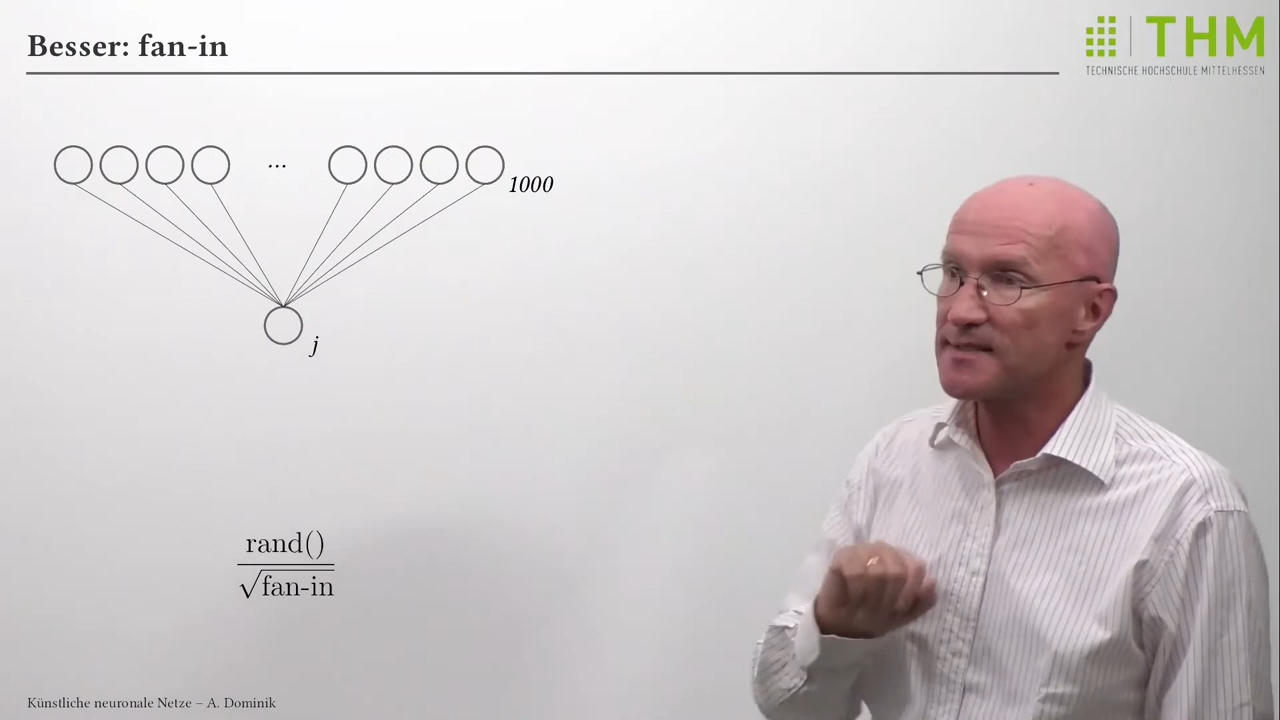 Besser: fan-in
THM
TECHNISCHE HOCHSCHULE MITTELHESSEN
...
1000
j
rand()
√fan-in
Künstliche neuronale Netze – A. Dominik